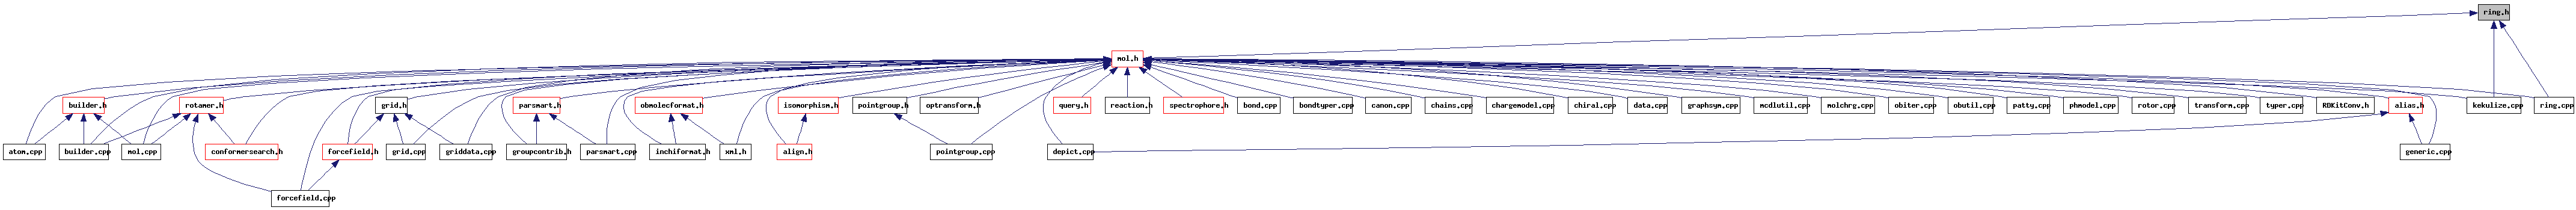 ring.h
mol.h
builder.h
rotamer.h
grid.h
parsmart.h
obmolecformat.h
isomorphism.h
pointgroup.h
optransform.h
query.h
reaction.h
spectrophore.h
bond.cpp
bondtyper.cpp
canon.cpp
chains.cpp
chargemodel.cpp
chiral.cpp
data.cpp
graphsym.cpp
mcdlutil.cpp
molchrg.cpp
obiter.cpp
obutil.cpp
patty.cpp
phmodel.cpp
rotor.cpp
transform.cpp
typer.cpp
RDKitConv.h
alias.h
kekulize.cpp
ring.cpp
atom.cpp
builder.cpp
mol.cpp
conformersearch.h
forcefield.h
grid.cpp
griddata.cpp
groupcontrib.h
parsmart.cpp
inchiformat.h
xml.h
align.h
pointgroup.cpp
depict.cpp
generic.cpp
forcefield.cpp